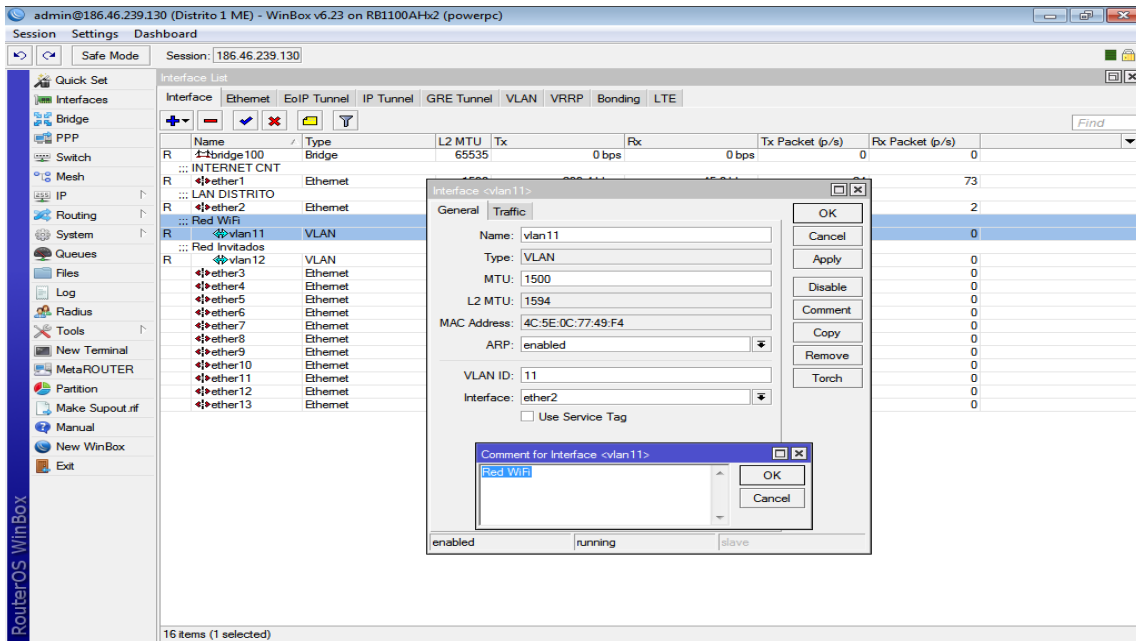 admin@186.46.239.130 (Distrito 1 ME) - WinBox v6.23 on RB1100AHx2 (powerpc)
Session Settings Dashboard
Safe Mode Session: 186.46.239.130
Quick Set
Interfaces
Bridge
PPP
Switch
Mesh
IP
Routing
System
Queues
Files
Log
Radius
Tools
New Terminal
MetaROUTER
Partition
Make Supout.rif
Manual
New WinBox
Exit
RouterOS WinBox
Interface List
Interface Ethernet EoIP Tunnel IP Tunnel GRE Tunnel VLAN VRRP Bonding LTE
Find
Name Type L2 MTU Tx Rx Tx Packet (p/s) Rx Packet (p/s)
R bridge100 Bridge 65535 0 bps 0 bps 0 0
::: INTERNET CNT
R ether1 Ethernet 73
::: LAN DISTRITO
R ether2 Ethernet 2
::: Red WiFi
R vlan11 VLAN 0
::: Red Invitados
R vlan12 VLAN 0
ether3 Ethernet 0
ether4 Ethernet 0
ether5 Ethernet 0
ether6 Ethernet 0
ether7 Ethernet 0
ether8 Ethernet 0
ether9 Ethernet 0
ether10 Ethernet 0
ether11 Ethernet 0
ether12 Ethernet 0
ether13 Ethernet 0
Interface <vlan11>
General Traffic
Name: vlan11
Type: VLAN
MTU: 1500
L2 MTU: 1594
MAC Address: 4C:5E:0C:77:49:F4
ARP: enabled
VLAN ID: 11
Interface: ether2
Use Service Tag
OK
Cancel
Apply
Disable
Comment
Copy
Remove
Torch
Comment for Interface <vlan11>
Red WiFi
OK
Cancel
enabled running slave
16 items (1 selected)